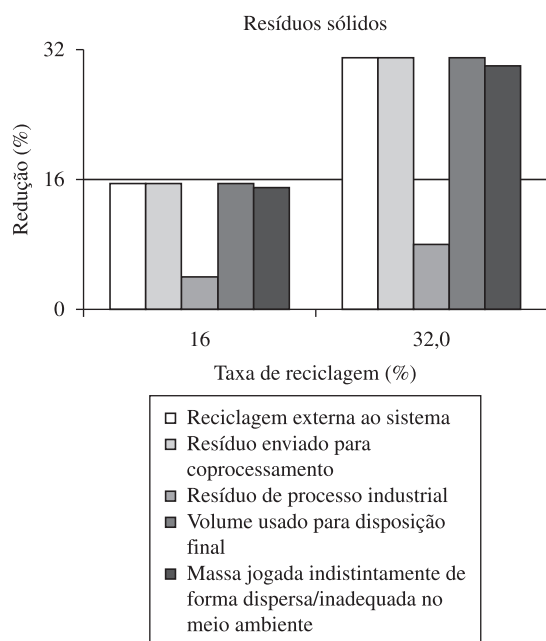 Resíduos sólidos
32
16
0
Redução (%)
16
32,0
Taxa de reciclagem (%)
Reciclagem externa ao sistema
Resíduo enviado para
coprocessamento
Resíduo de processo industrial
Volume usado para disposição
final
Massa jogada indistintamente de
forma dispersa/inadequada no
meio ambiente